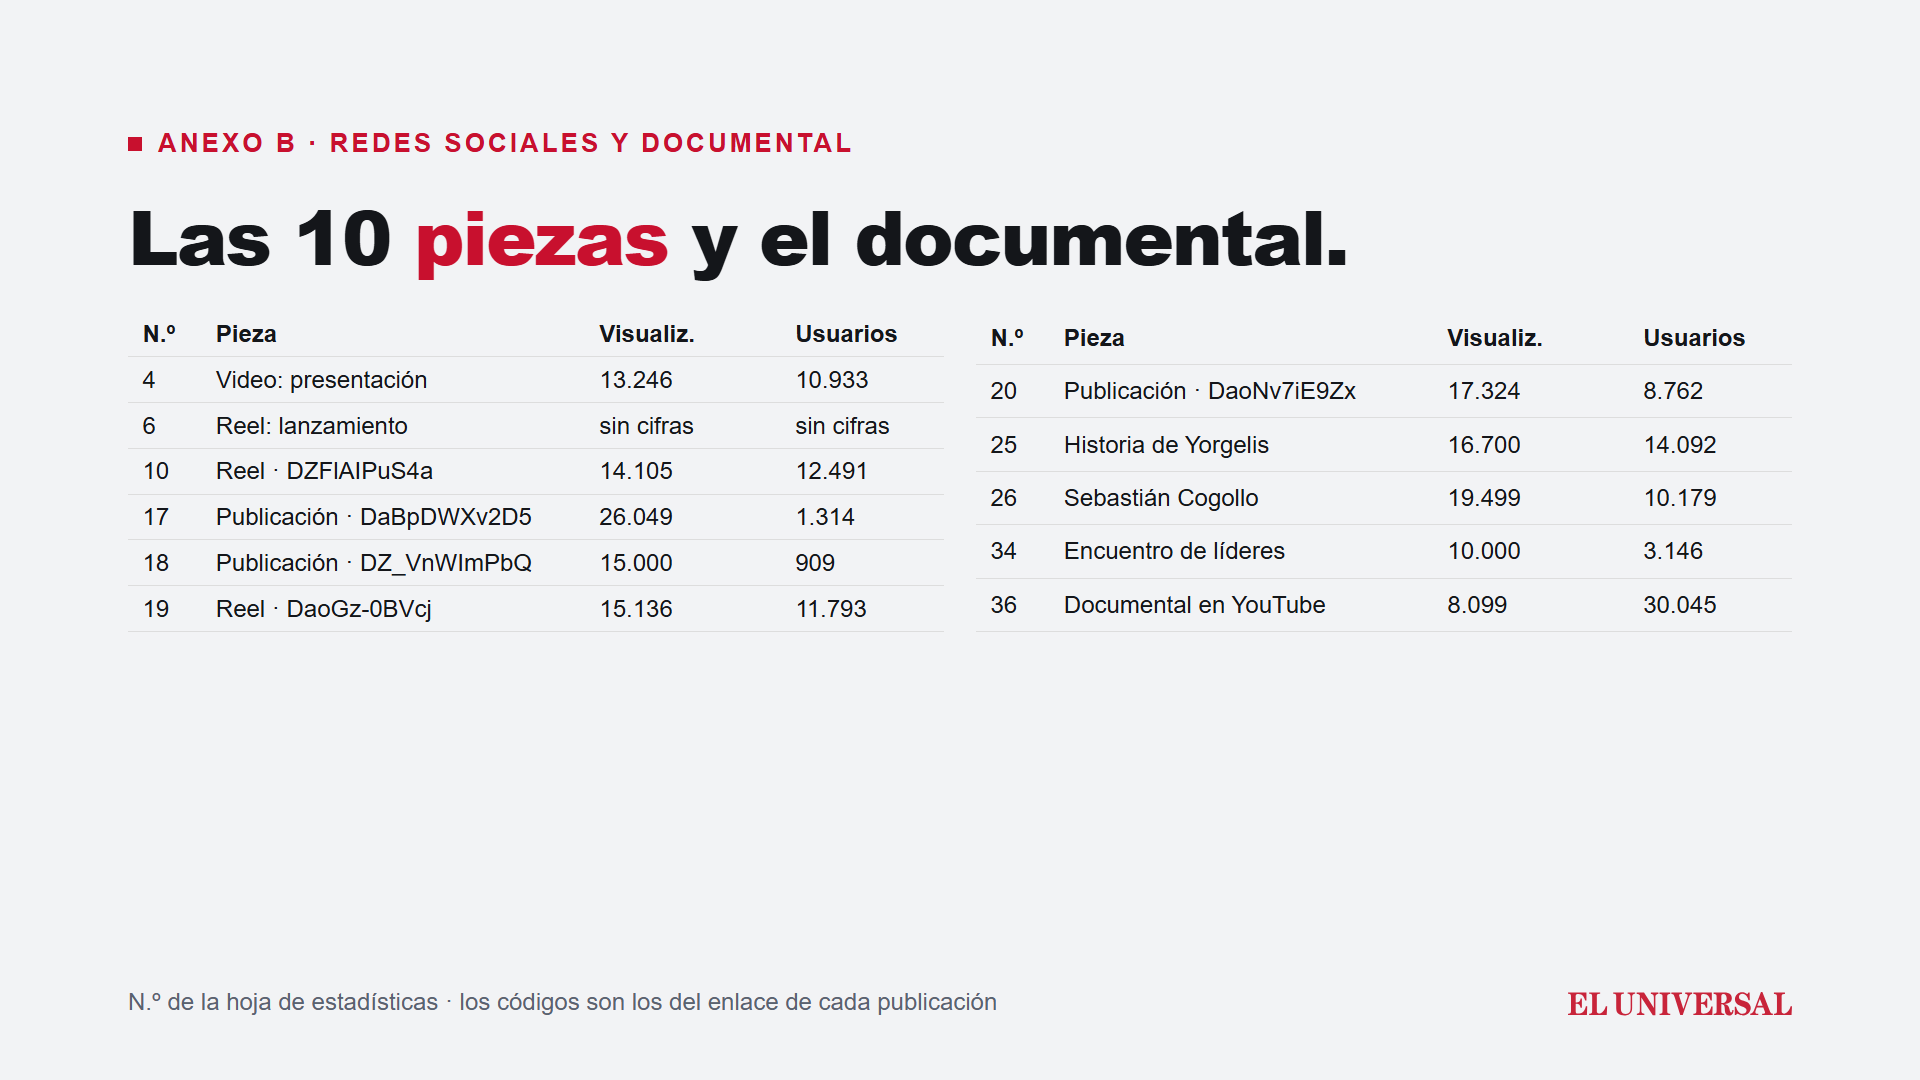 ANEXO B · REDES SOCIALES Y DOCUMENTAL
Las 10 piezas y el documental.
N.º Pieza Visualiz. Usuarios
4 Video: presentación 13.246 10.933
6 Reel: lanzamiento sin cifras sin cifras
10 Reel · DZFlAIPuS4a 14.105 12.491
17 Publicación · DaBpDWXv2D5 26.049 1.314
18 Publicación · DZ_VnWImPbQ 15.000 909
19 Reel · DaoGz-0BVcj 15.136 11.793
N.º Pieza Visualiz. Usuarios
20 Publicación · DaoNv7iE9Zx 17.324 8.762
25 Historia de Yorgelis 16.700 14.092
26 Sebastián Cogollo 19.499 10.179
34 Encuentro de líderes 10.000 3.146
36 Documental en YouTube 8.099 30.045
N.º de la hoja de estadísticas · los códigos son los del enlace de cada publicación
EL UNIVERSAL